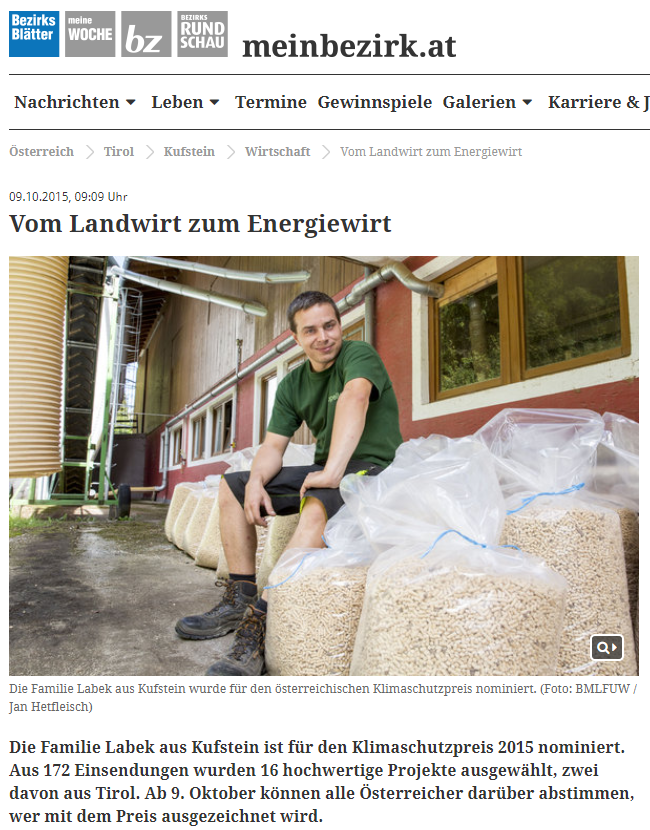 Bezirks
Blätter
meine
WOCHE
bz
BEZIRKS
RUND
SCHAU
meinbezirk.at
Nachrichten Leben Termine Gewinnspiele Galerien Karriere & J
Österreich Tirol Kufstein Wirtschaft Vom Landwirt zum Energiewirt
09.10.2015, 09:09 Uhr
Vom Landwirt zum Energiewirt
Die Familie Labek aus Kufstein wurde für den österreichischen Klimaschutzpreis nominiert. (Foto: BMLFUW /
Jan Hetfleisch)
Die Familie Labek aus Kufstein ist für den Klimaschutzpreis 2015 nominiert.
Aus 172 Einsendungen wurden 16 hochwertige Projekte ausgewählt, zwei
davon aus Tirol. Ab 9. Oktober können alle Österreicher darüber abstimmen,
wer mit dem Preis ausgezeichnet wird.